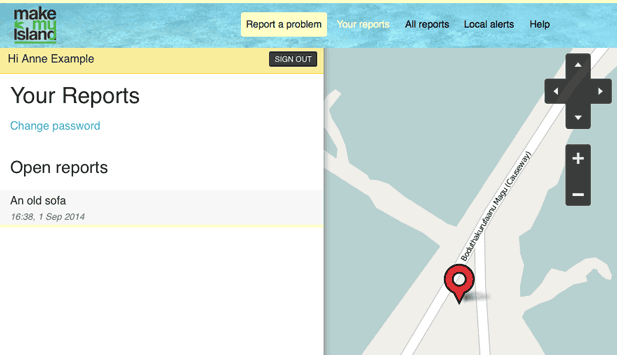 make
my
island
Report a problem
Your reports
All reports
Local alerts
Help
Hi Anne Example
SIGN OUT
Your Reports
Change password
Open reports
An old sofa
16:38, 1 Sep 2014
Boduthakurufaanu Magu (Causeway)